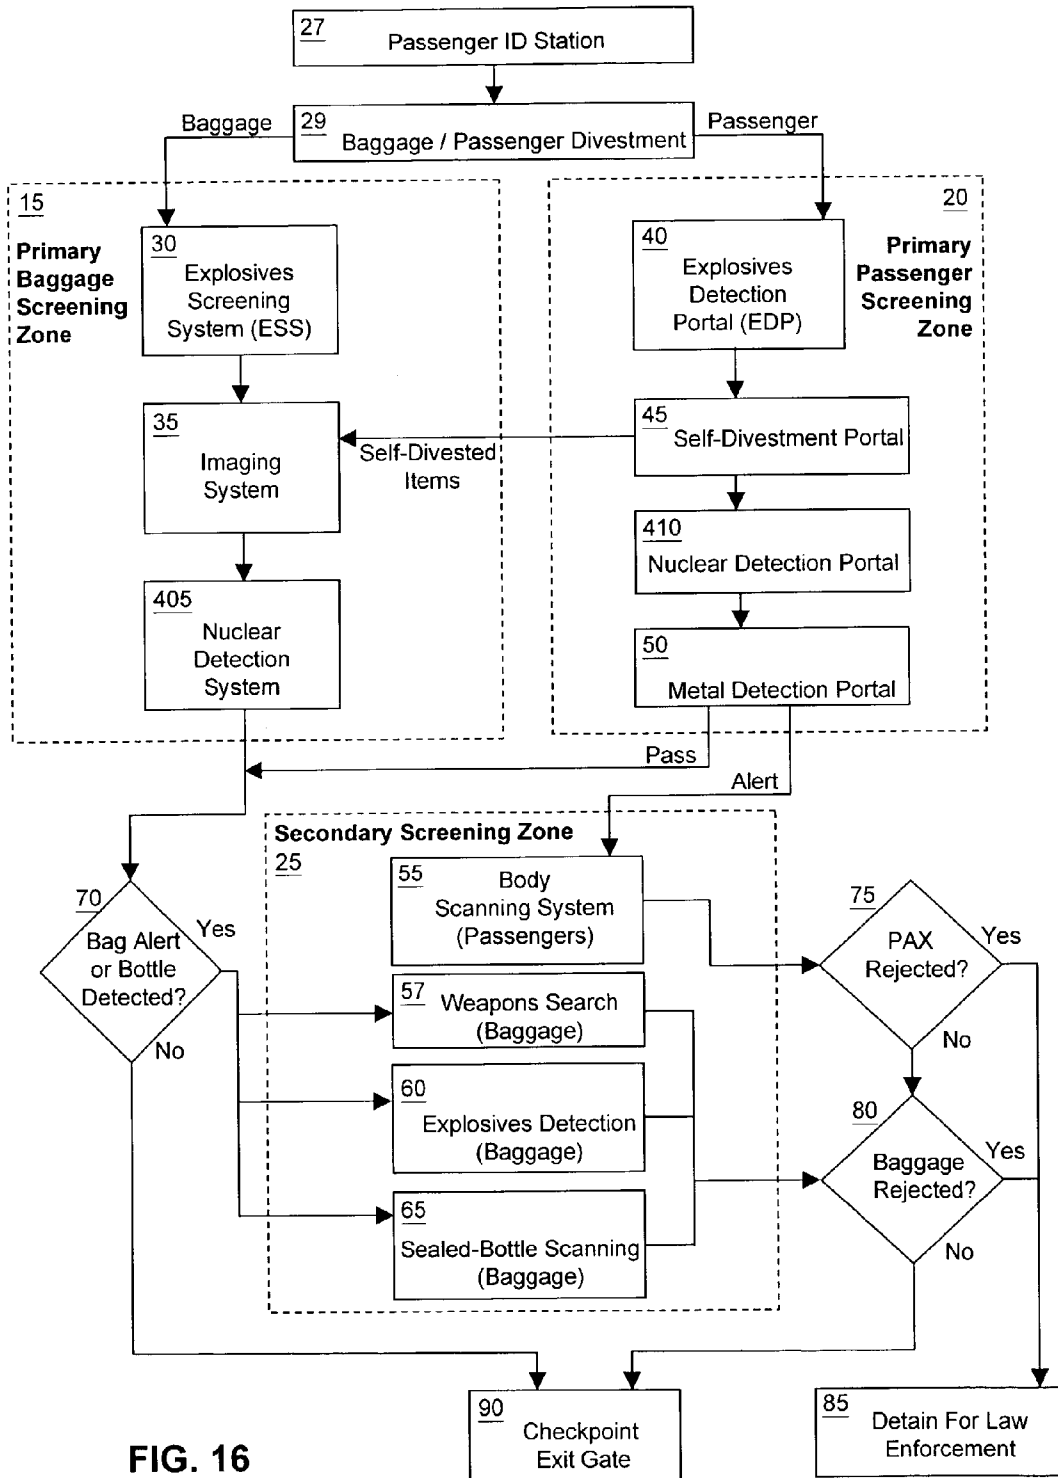 27
Passenger ID Station
Baggage
29
Baggage / Passenger Divestment
Passenger
15
Primary
Baggage
Screening
Zone
30
Explosives
Screening
System (ESS)
35
Imaging
System
405
Nuclear
Detection
System
20
Primary
Passenger
Screening
Zone
40
Explosives
Detection
Portal (EDP)
45
Self-Divestment Portal
Self-Divested
Items
410
Nuclear Detection Portal
50
Metal Detection Portal
Pass
Alert
Secondary Screening Zone
25
55
Body
Scanning System
(Passengers)
57
Weapons Search
(Baggage)
60
Explosives Detection
(Baggage)
65
Sealed-Bottle Scanning
(Baggage)
70
Bag Alert
or Bottle
Detected?
Yes
No
75
PAX
Rejected?
Yes
No
80
Baggage
Rejected?
Yes
No
90
Checkpoint
Exit Gate
85
Detain For Law
Enforcement
FIG. 16